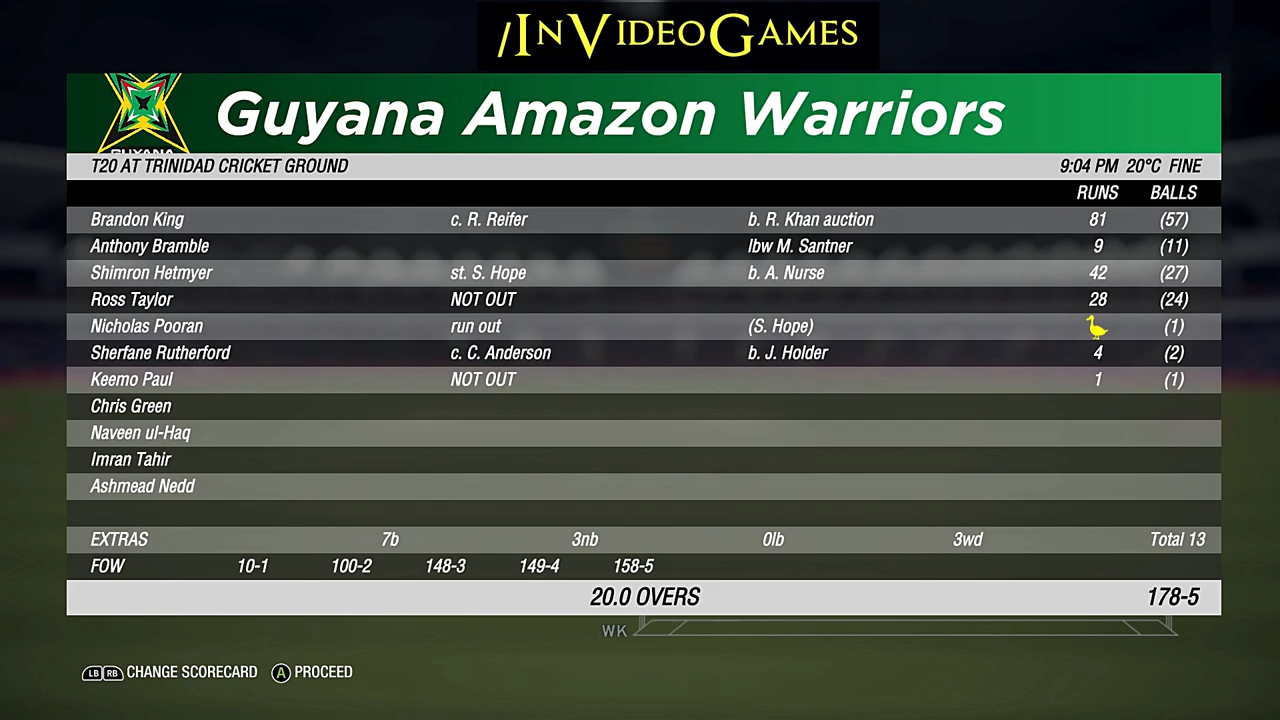 /InVideoGames
Guyana Amazon Warriors
GUYANA
T20 AT TRINIDAD CRICKET GROUND 9:04 PM 20°C FINE
RUNS BALLS
Brandon King c. R. Reifer b. R. Khan auction 81 (57)
Anthony Bramble lbw M. Santner 9 (11)
Shimron Hetmyer st. S. Hope b. A. Nurse 42 (27)
Ross Taylor NOT OUT 28 (24)
Nicholas Pooran run out (S. Hope) (1)
Sherfane Rutherford c. C. Anderson b. J. Holder 4 (2)
Keemo Paul NOT OUT 1 (1)
Chris Green
Naveen ul-Haq
Imran Tahir
Ashmead Nedd
EXTRAS 7b 3nb 0lb 3wd Total 13
FOW 10-1 100-2 148-3 149-4 158-5
20.0 OVERS 178-5
WK
LB RB CHANGE SCORECARD A PROCEED